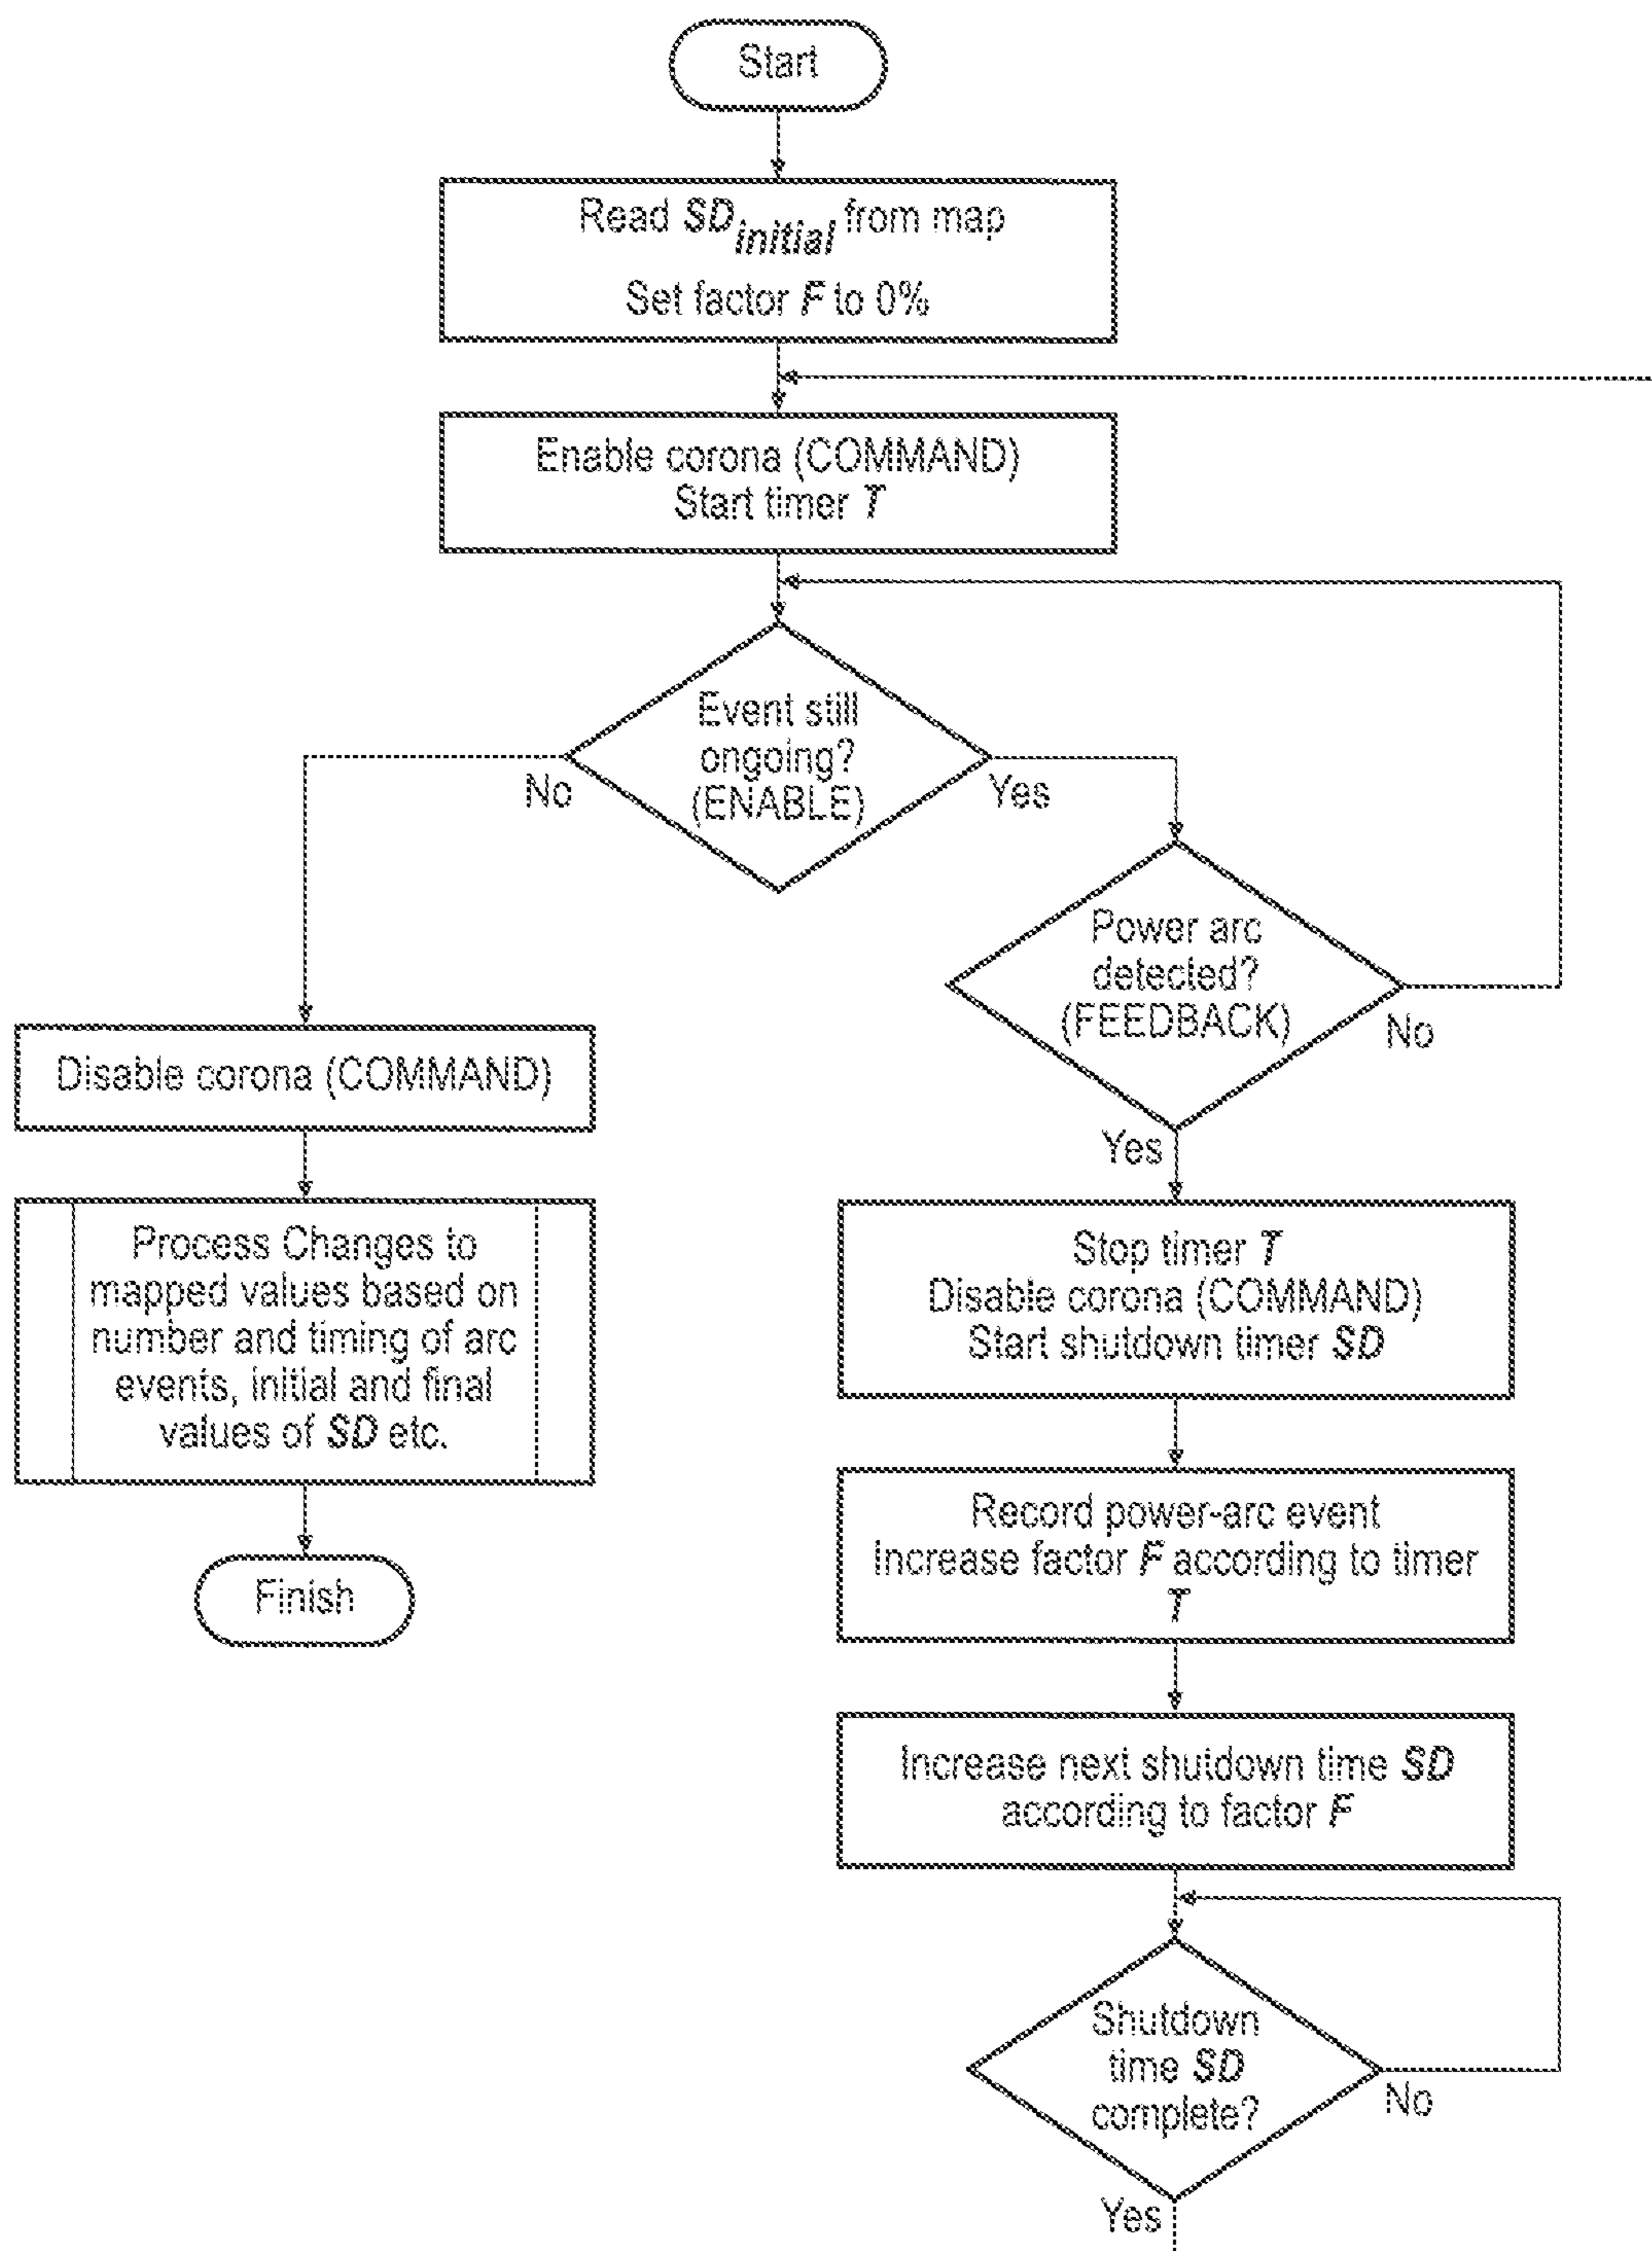 Start
Read SD initial from map
Set factor F to 0%
Enable corona (COMMAND)
Start timer T
Event still
ongoing?
(ENABLE)
No
Yes
Power arc
detected?
(FEEDBACK)
No
Yes
Disable corona (COMMAND)
Process Changes to
mapped values based on
number and timing of arc
events, initial and final
values of SD etc.
Finish
Stop timer T
Disable corona (COMMAND)
Start shutdown timer SD
Record power-arc event
Increase factor F according to timer
T
Increase next shutdown time SD
according to factor F
Shutdown
time SD
complete?
No
Yes